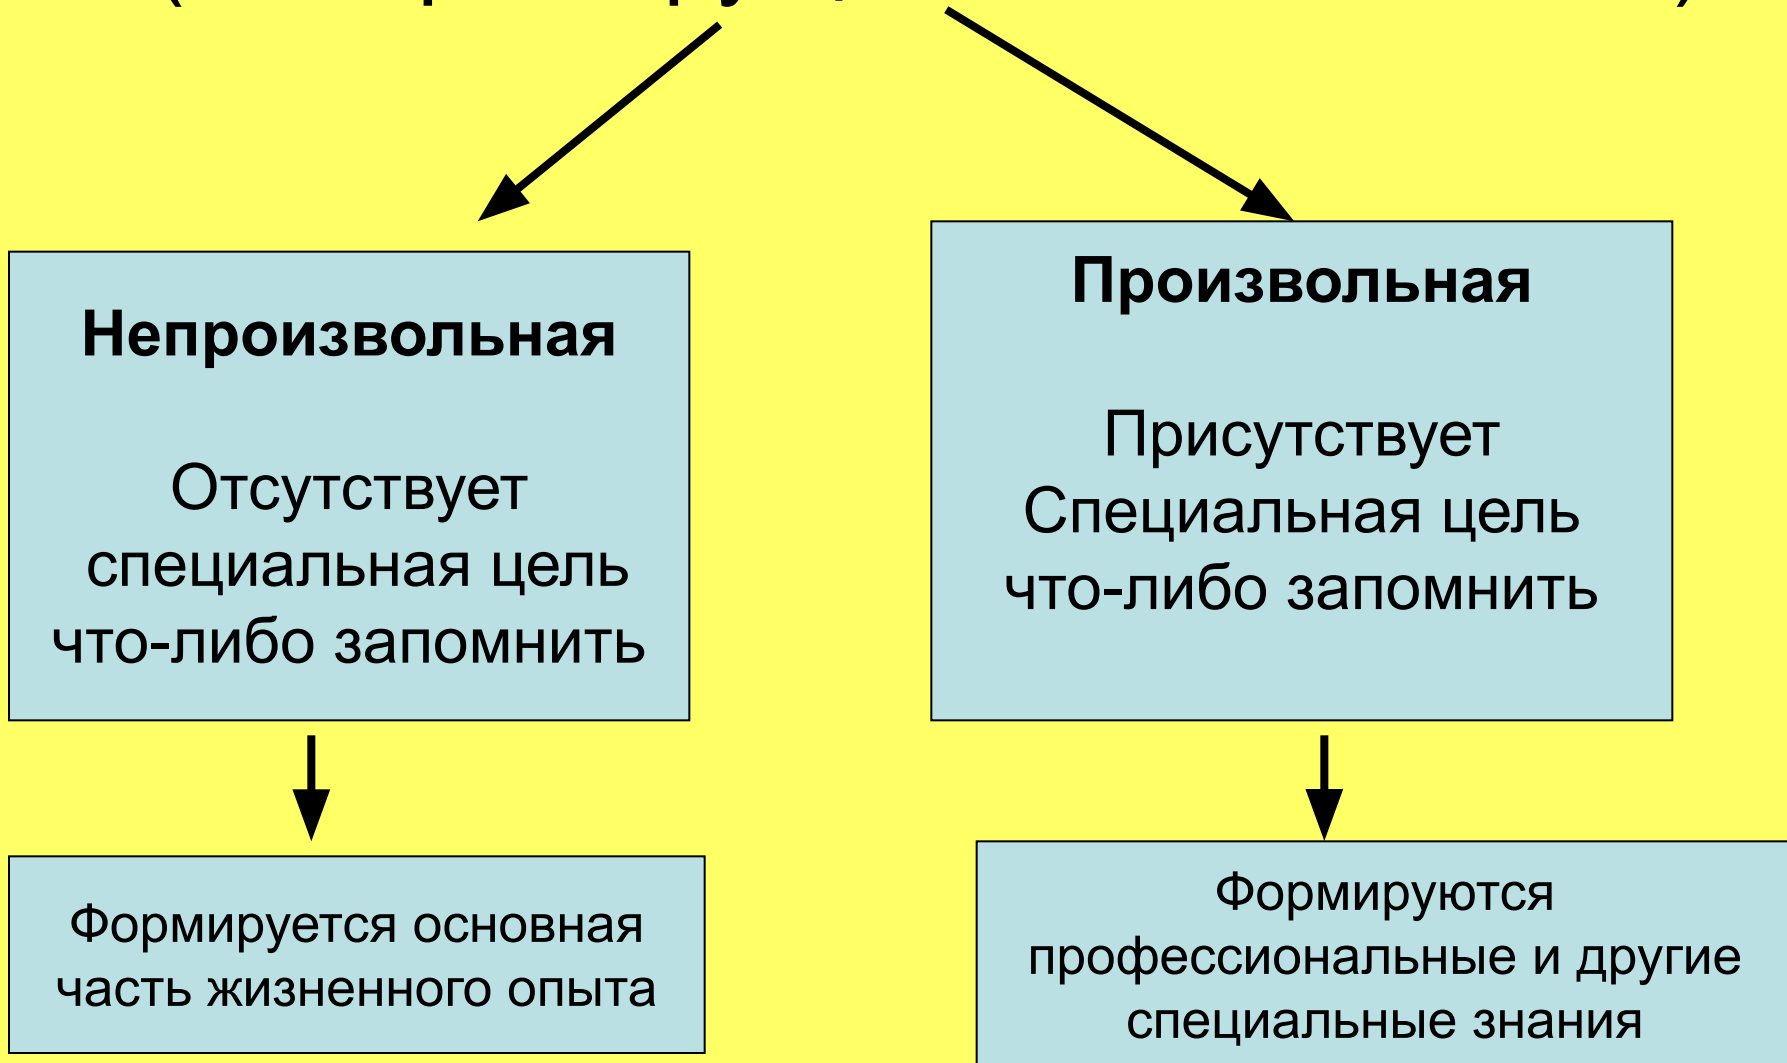 Непроизвольная
Отсутствует
специальная цель
что-либо запомнить
Произвольная
Присутствует
Специальная цель
что-либо запомнить
Формируется основная
часть жизненного опыта
Формируются
профессиональные и другие
специальные знания